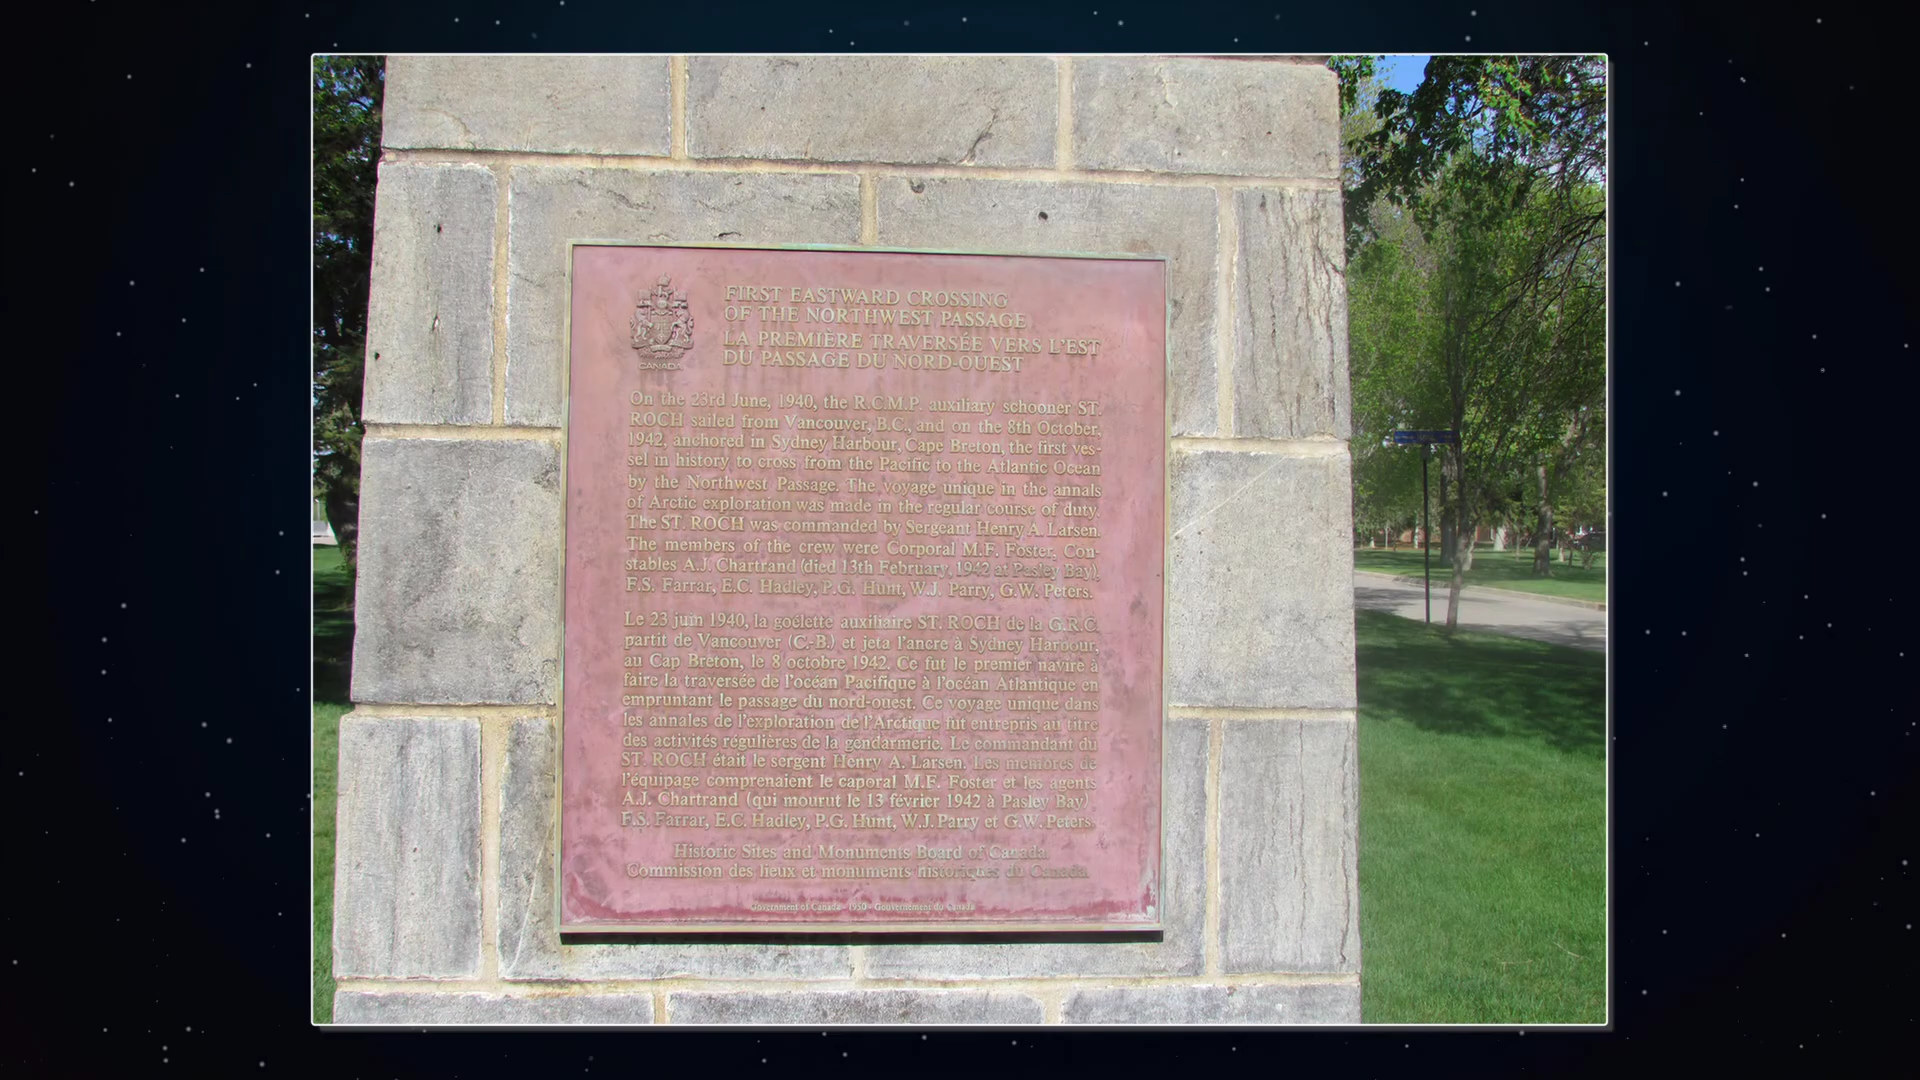 FIRST EASTWARD CROSSING
OF THE NORTHWEST PASSAGE
LA PREMIÈRE TRAVERSÉE VERS L'EST
DU PASSAGE DU NORD-OUEST
CANADA
On the 23rd June, 1940, the R.C.M.P. auxiliary schooner ST.
ROCH sailed from Vancouver, B.C., and on the 8th October,
1942, anchored in Sydney Harbour, Cape Breton, the first ves-
sel in history to cross from the Pacific to the Atlantic Ocean
by the Northwest Passage. The voyage unique in the annals
of Arctic exploration was made in the regular course of duty.
The ST. ROCH was commanded by Sergeant Henry A. Larsen.
The members of the crew were Corporal M.F. Foster, Con-
stables A.J. Chartrand (died 13th February, 1942 at Pasley Bay),
F.S. Farrar, E.C. Hadley, P.G. Hunt, W.J. Parry, G.W. Peters.
Le 23 juin 1940, la goélette auxiliaire ST. ROCH de la G.R.C.
partit de Vancouver (C.-B.) et jeta l'ancre à Sydney Harbour,
au Cap Breton, le 8 octobre 1942. Ce fut le premier navire à
faire la traversée de l'océan Pacifique à l'océan Atlantique en
empruntant le passage du nord-ouest. Ce voyage unique dans
les annales de l'exploration de l'Arctique fut entrepris au titre
des activités régulières de la gendarmerie. Le commandant du
ST. ROCH était le sergent Henry A. Larsen. Les membres de
l'équipage comprenaient le caporal M.F. Foster et les agents
A.J. Chartrand (qui mourut le 13 février 1942 à Pasley Bay)
F.S. Farrar, E.C. Hadley, P.G. Hunt, W.J. Parry et G.W. Peters.
Historic Sites and Monuments Board of Canada.
Commission des lieux et monuments historiques du Canada.
Government of Canada - 1950 - Gouvernement du Canada